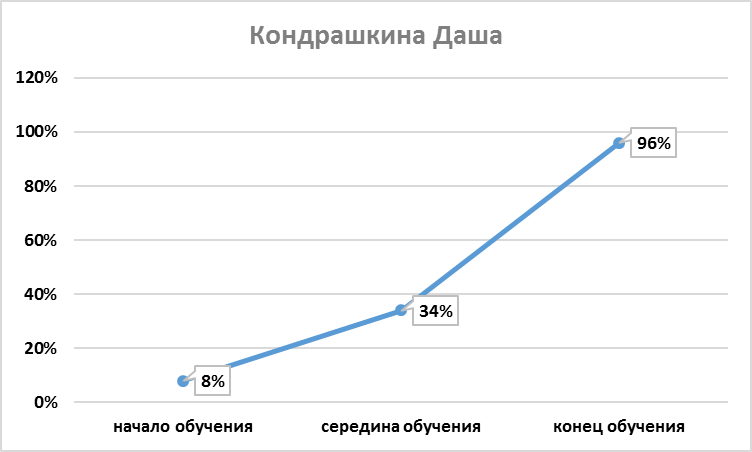 Кондрашкина Даша
120%
100%
80%
60%
40%
20%
0%
96%
34%
8%
начало обучения
середина обучения
конец обучения